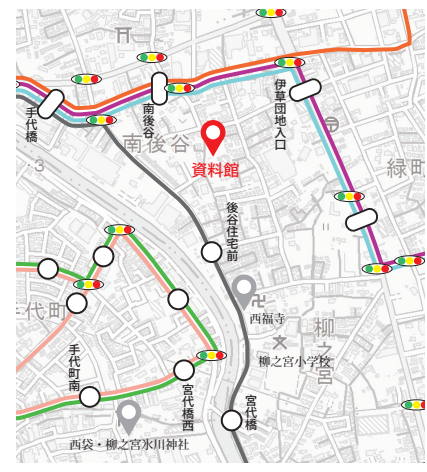 手代橋
南後谷
伊草団地入口
南後谷
資料館
緑町
・3
後谷住宅前
西福寺
手代町
柳之宮
柳之宮小学校
手代町南
宮代橋西
宮代橋
西袋・柳之宮氷川神社